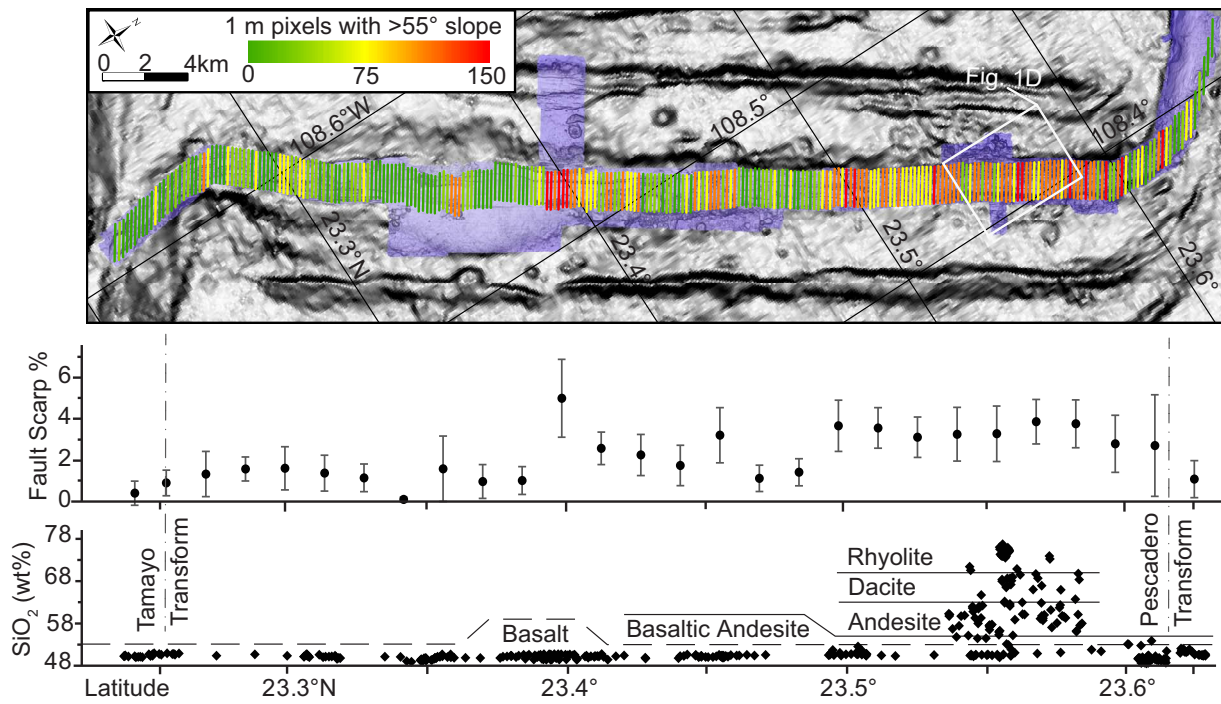 1 m pixels with >55° slope
0 2 4km
0 75 150
Fig. 1D
108.6°W
108.5°
108.4°
23.3°N
23.4°
23.5°
23.6°
Fault Scarp %
6
4
2
0
SiO₂ (wt%)
78
68
58
48
Tamayo
Transform
Pescadero
Transform
Rhyolite
Dacite
Andesite
Basaltic Andesite
Basalt
Latitude 23.3°N 23.4° 23.5° 23.6°